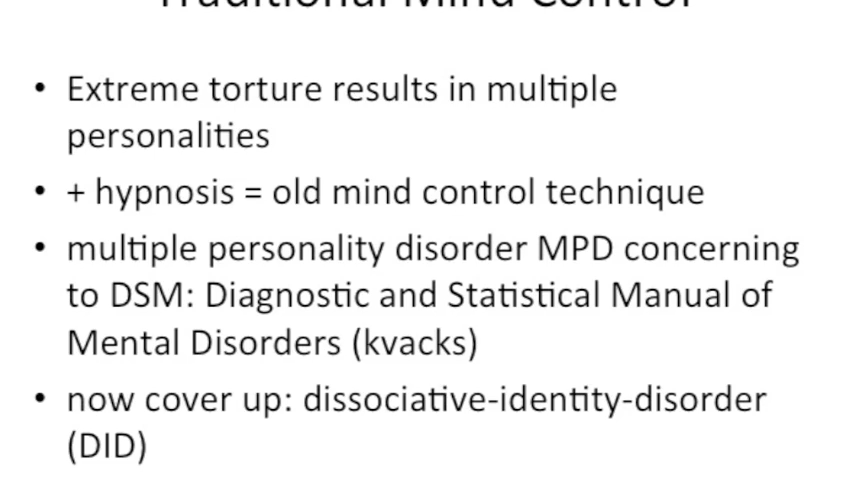 Traditional Mind Control
• Extreme torture results in multiple
personalities
• + hypnosis = old mind control technique
• multiple personality disorder MPD concerning
to DSM: Diagnostic and Statistical Manual of
Mental Disorders (kvacks)
• now cover up: dissociative-identity-disorder
(DID)